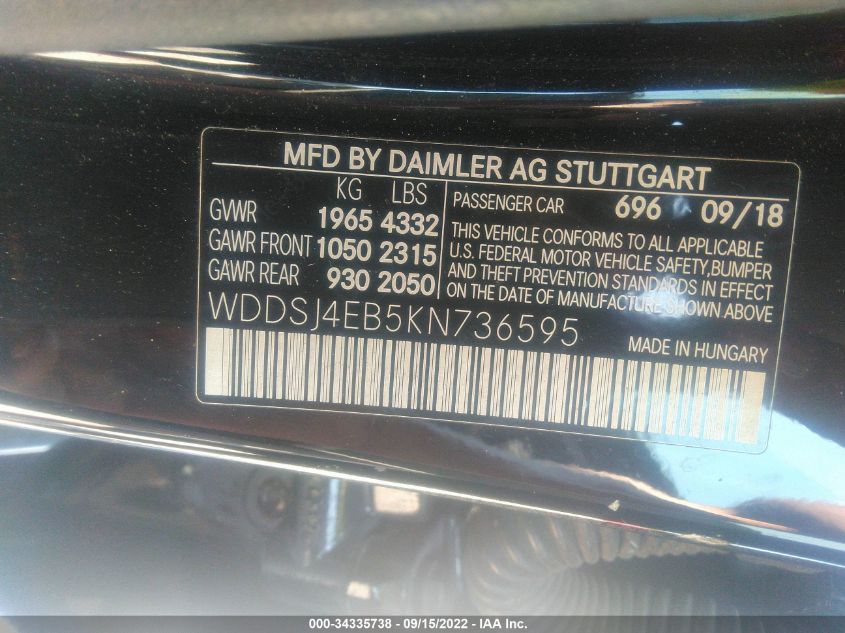 MFD BY DAIMLER AG STUTTGART
KG LBS
GVWR 1965 4332
GAWR FRONT 1050 2315
GAWR REAR 930 2050
PASSENGER CAR 696 09/18
THIS VEHICLE CONFORMS TO ALL APPLICABLE
U.S. FEDERAL MOTOR VEHICLE SAFETY, BUMPER
AND THEFT PREVENTION STANDARDS IN EFFECT
ON THE DATE OF MANUFACTURE SHOWN ABOVE
WDDSJ4EB5KN736595
MADE IN HUNGARY
000-34335738 - 09/15/2022 - IAA Inc.